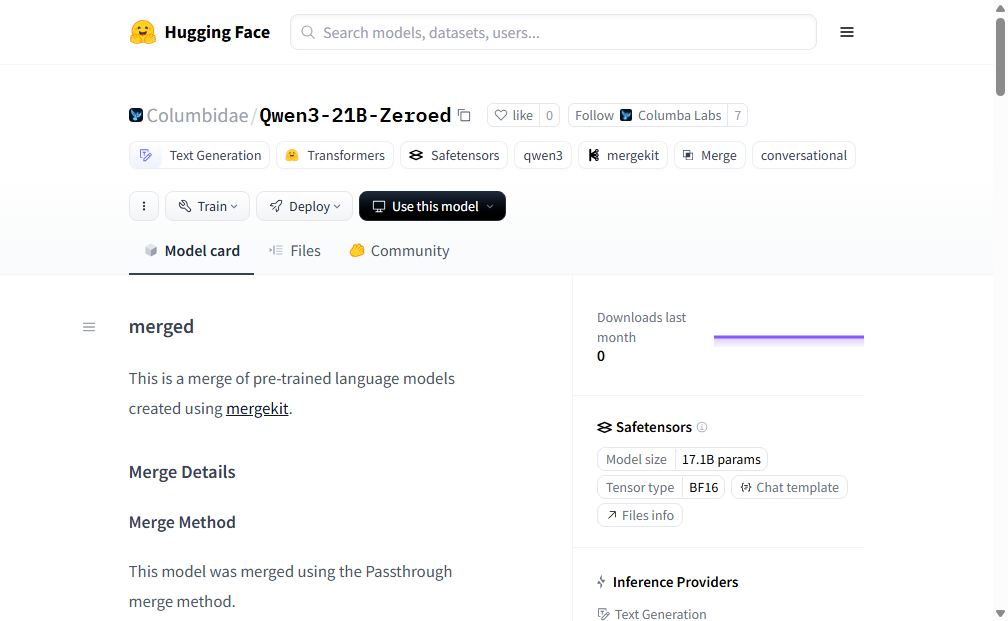 Hugging Face
Search models, datasets, users...
Columbidae/Qwen3-21B-Zeroed
like 0
Follow Columba Labs 7
Text Generation
Transformers
Safetensors
qwen3
mergekit
Merge
conversational
Train
Deploy
Use this model
Model card
Files
Community
merged
This is a merge of pre-trained language models
created using mergekit.
Merge Details
Merge Method
This model was merged using the Passthrough
merge method.
Downloads last
month
0
Safetensors
Model size 17.1B params
Tensor type BF16
Chat template
Files info
Inference Providers
Text Generation